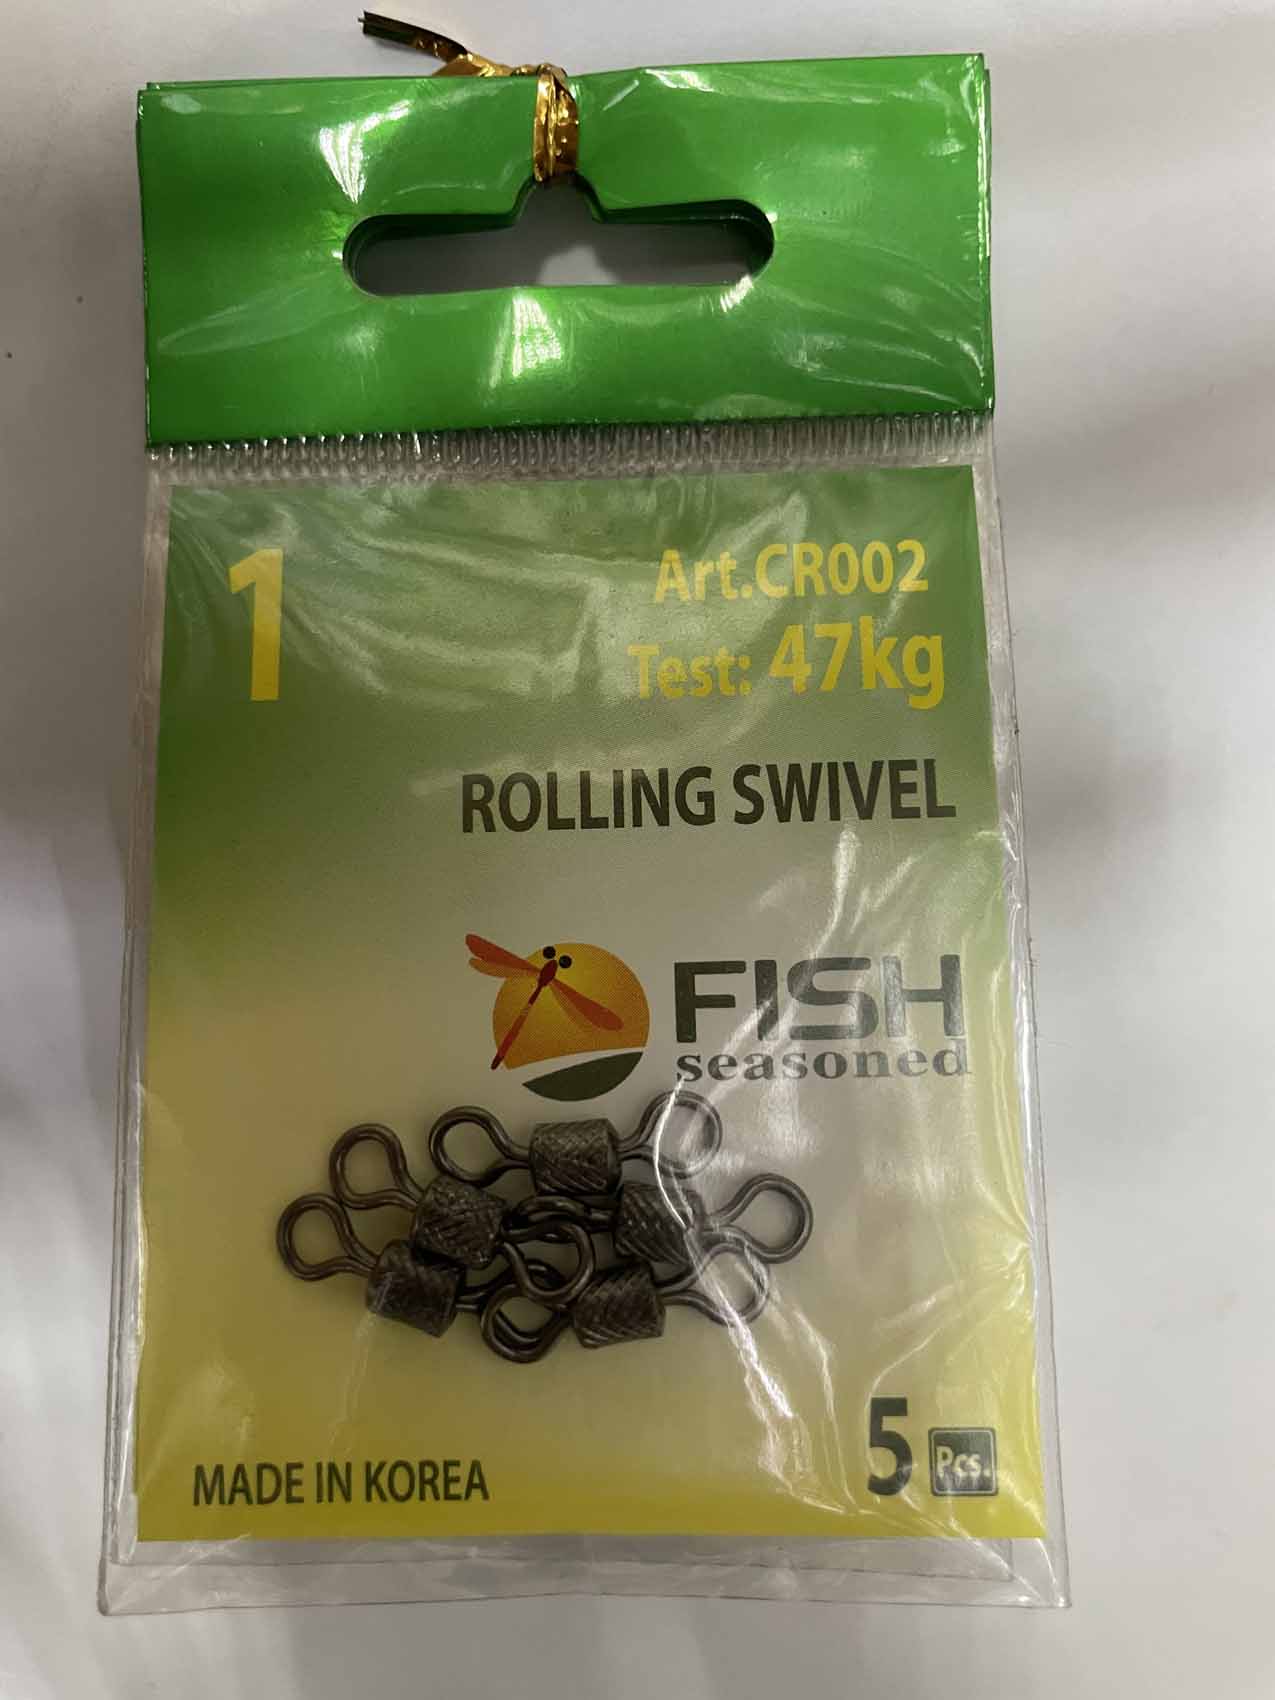 1
Art.CR002
Test: 47kg
ROLLING SWIVEL
FISH
seasoned
MADE IN KOREA
5 Pcs.